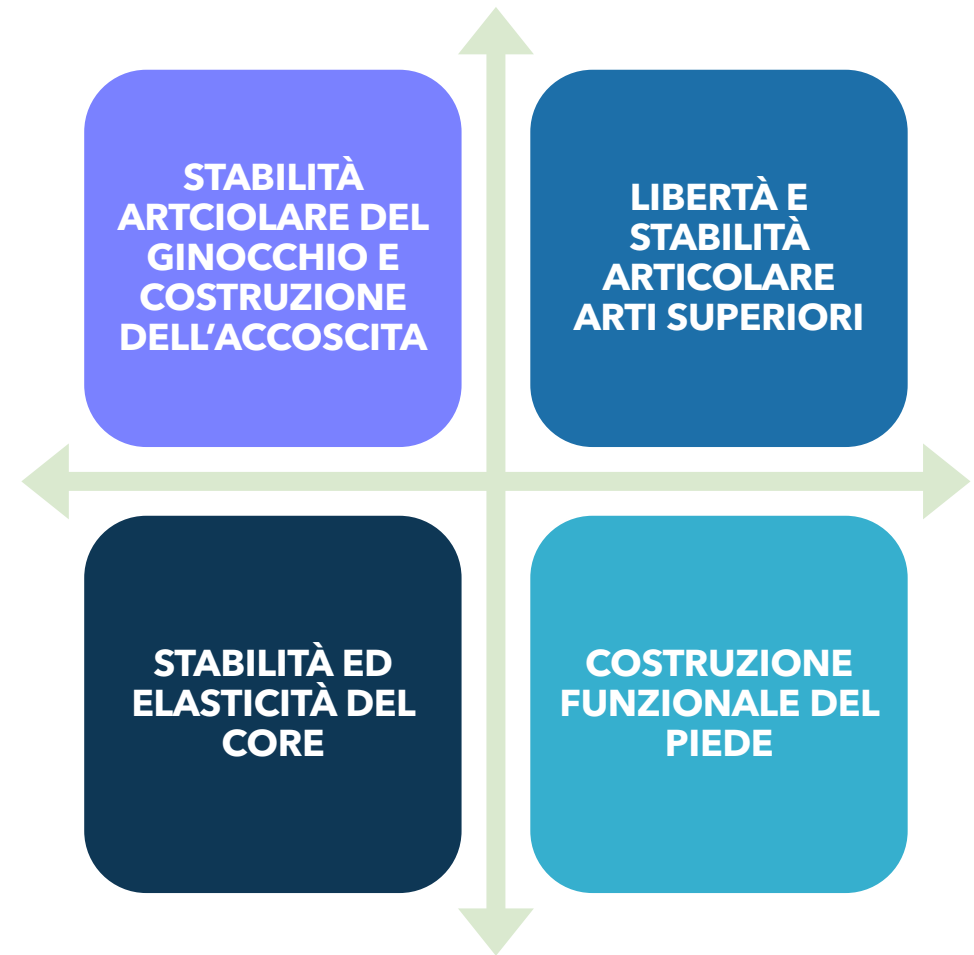 STABILITÀ
ARTCIOLARE DEL
GINOCCHIO E
COSTRUZIONE
DELL’ACCOSCITA
LIBERTÀ E
STABILITÀ
ARTICOLARE
ARTI SUPERIORI
STABILITÀ ED
ELASTICITÀ DEL
CORE
COSTRUZIONE
FUNZIONALE DEL
PIEDE